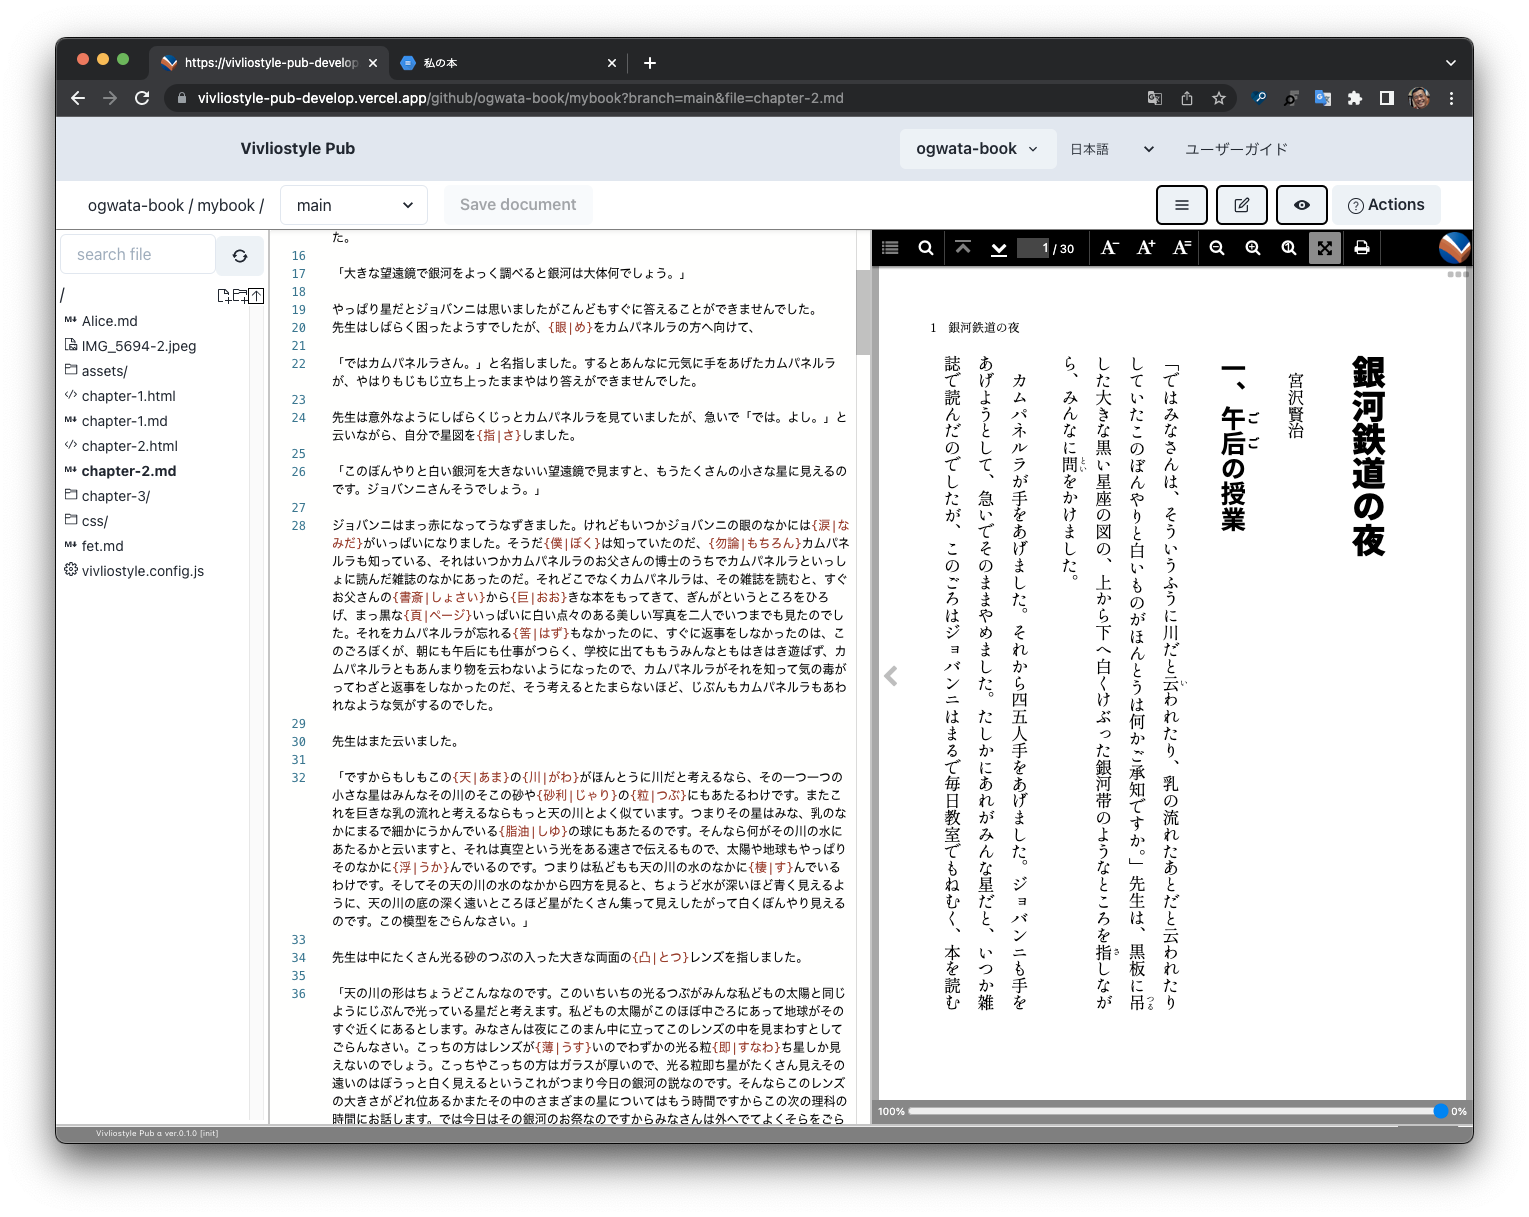 https://vivliostyle-pub-develop
私の本
vivliostyle-pub-develop.vercel.app/github/ogwata-book/mybook?branch=main&file=chapter-2.md
Vivliostyle Pub
ogwata-book
日本語
ユーザーガイド
ogwata-book / mybook /
main
Save document
Actions
search file
/
Alice.md
IMG_5694-2.jpeg
assets/
chapter-1.html
chapter-1.md
chapter-2.html
chapter-2.md
chapter-3/
css/
fet.md
vivliostyle.config.js
た。
16
17 「大きな望遠鏡で銀河をよっく調べると銀河は大体何でしょう。」
18
19 やっぱり星だとジョバンニは思いましたがこんどもすぐに答えることができませんでした。
20 先生はしばらく困ったようすでしたが、{眼|め}をカムパネルラの方へ向けて、
21
22 「ではカムパネルラさん。」と名指しました。するとあんなに元気に手をあげたカムパネルラ
が、やはりもじもじ立ち上ったままやはり答えができませんでした。
23
24 先生は意外なようにしばらくじっとカムパネルラを見ていましたが、急いで「では。よし。」と
云いながら、自分で星図を{指|さ}しました。
25
26 「このぼんやりと白い銀河を大きないい望遠鏡で見ますと、もうたくさんの小さな星に見えるの
です。ジョバンニさんそうでしょう。」
27
28 ジョバンニはまっ赤になってうなずきました。けれどもいつかジョバンニの眼のなかには{涙|な
みだ}がいっぱいになりました。そうだ{僕|ぼく}は知っていたのだ、{勿論|もちろん}カムパネ
ルラも知っている、それはいつかカムパネルラのお父さんの博士のうちでカムパネルラといっし
ょに読んだ雑誌のなかにあったのだ。それどこでなくカムパネルラは、その雑誌を読むと、すぐ
お父さんの{書斎|しょさい}から{巨|おお}きな本をもってきて、ぎんがというところをひろ
げ、まっ黒な{頁|ページ}いっぱいに白い点々のある美しい写真を二人でいつまでも見たのでし
た。それをカムパネルラが忘れる{筈|はず}もなかったのに、すぐに返事をしなかったのは、こ
のごろぼくが、朝にも午后にも仕事がつらく、学校に出てももうみんなともはきはき遊ばず、カ
ムパネルラともあんまり物を云わないようになったので、カムパネルラがそれを知って気の毒が
ってわざと返事をしなかったのだ、そう考えるとたまらないほど、じぶんもカムパネルラもあわ
れなような気がするのでした。
29
30 先生はまた云いました。
31
32 「ですからもしもこの{天|あま}の{川|がわ}がほんとうに川だと考えるなら、その一つ一つの
小さな星はみんなその川のそこの砂や{砂利|じゃり}の{粒|つぶ}にもあたるわけです。またこ
れを巨きな乳の流れと考えるならもっと天の川とよく似ています。つまりその星はみな、乳のな
かにまるで細かにうかんでいる{脂油|しゆ}の球にもあたるのです。そんなら何がその川の水に
あたるかと云いますと、それは真空という光をある速さで伝えるもので、太陽や地球もやっぱり
そのなかに{浮|うか}んでいるのです。つまりは私どもも天の川の水のなかに{棲|す}んでいる
わけです。そしてその天の川の水のなかから四方を見ると、ちょうど水が深いほど青く見えるよ
うに、天の川の底の深く遠いところほど星がたくさん集って見えしたがって白くぼんやり見える
のです。この模型をごらんなさい。」
33
34 先生は中にたくさん光る砂のつぶの入った大きな両面の{凸|とつ}レンズを指しました。
35
36 「天の川の形はちょうどこんななのです。このいちいちの光るつぶがみんな私どもの太陽と同じ
ようにじぶんで光っている星だと考えます。私どもの太陽がこのほぼ中ごろにあって地球がその
すぐ近くにあるとします。みなさんは夜にこのまん中に立ってこのレンズの中を見まわすとして
ごらんなさい。こっちの方はレンズが{薄|うす}いのでわずかの光る粒{即|すなわ}ち星しか見
えないのでしょう。こっちやこっちの方はガラスが厚いので、光る粒即ち星がたくさん見えその
遠いのはぼうっと白く見えるというこれがつまり今日の銀河の説なのです。そんならこのレンズ
の大きさがどれ位あるかまたその中のさまざまの星についてはもう時間ですからこの次の理科の
時間にお話します。では今日はその銀河のお祭なのですからみなさんは外へでてよくそらをごら
1 / 30
1 銀河鉄道の夜
銀河鉄道の夜
宮沢賢治
一、午后の授業
ごご
「ではみなさんは、そういうふうに川だと云われたり、乳の流れたあとだと云われたり
い
していたこのぼんやりと白いものがほんとうは何かご承知ですか。」先生は、黒板に吊
つる
した大きな黒い星座の図の、上から下へ白くけぶった銀河帯のようなところを指しなが
さ
ら、みんなに問をかけました。
とい
カムパネルラが手をあげました。それから四五人手をあげました。ジョバンニも手を
あげようとして、急いでそのままやめました。たしかにあれがみんな星だと、いつか雑
誌で読んだのでしたが、このごろはジョバンニはまるで毎日教室でもねむく、本を読む
100%
0%
Vivliostyle Pub α ver.0.1.0 [init]